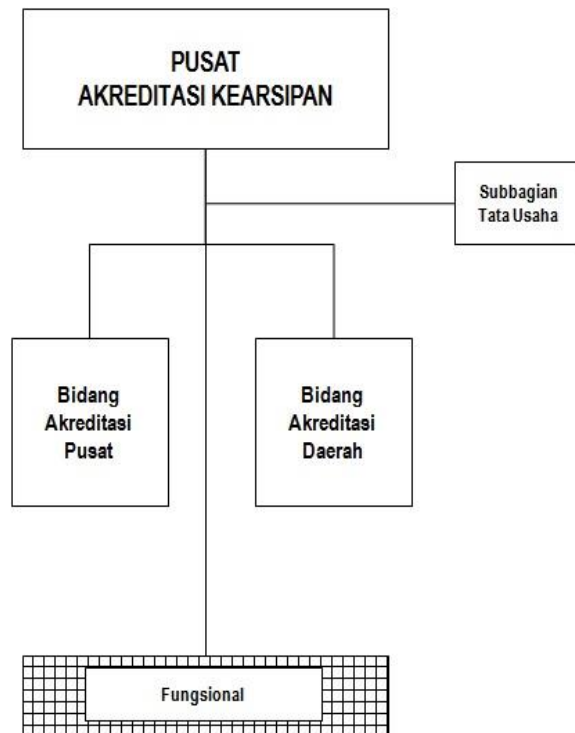 PUSAT
AKREDITASI KEARSIPAN
Subbagian
Tata Usaha
Bidang
Akreditasi
Pusat
Bidang
Akreditasi
Daerah
Fungsional